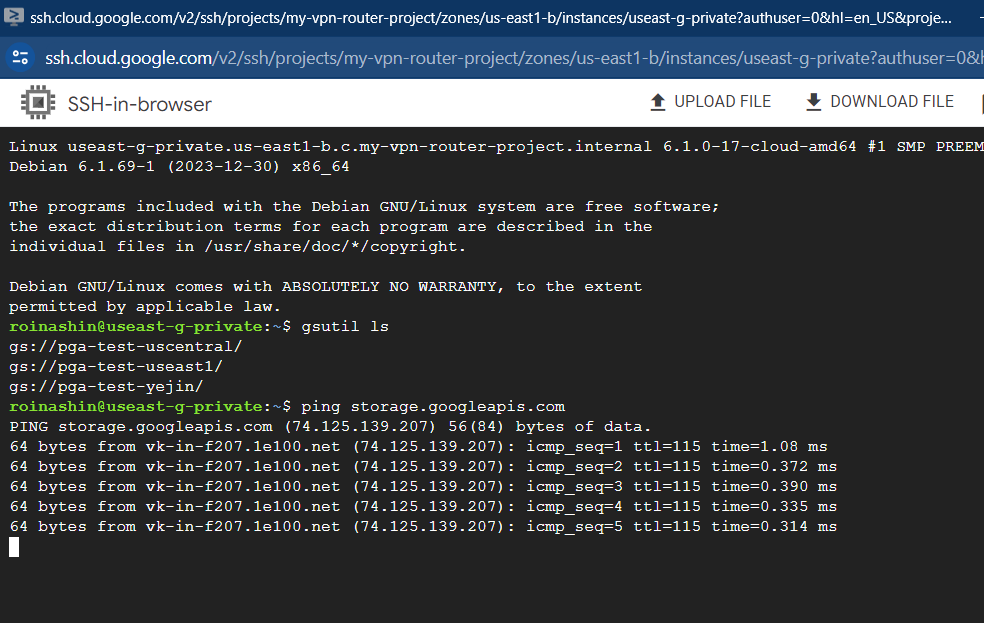 ssh.cloud.google.com/v2/ssh/projects/my-vpn-router-project/zones/us-east1-b/instances/useast-g-private?authuser=0&hl=en_US&proje...
ssh.cloud.google.com/v2/ssh/projects/my-vpn-router-project/zones/us-east1-b/instances/useast-g-private?authuser=0&h
SSH-in-browser
UPLOAD FILE
DOWNLOAD FILE
Linux useast-g-private.us-east1-b.c.my-vpn-router-project.internal 6.1.0-17-cloud-amd64 #1 SMP PREEM
Debian 6.1.69-1 (2023-12-30) x86_64
The programs included with the Debian GNU/Linux system are free software;
the exact distribution terms for each program are described in the
individual files in /usr/share/doc/*/copyright.
Debian GNU/Linux comes with ABSOLUTELY NO WARRANTY, to the extent
permitted by applicable law.
roinashin@useast-g-private:~$ gsutil ls
gs://pga-test-uscentral/
gs://pga-test-useast1/
gs://pga-test-yejin/
roinashin@useast-g-private:~$ ping storage.googleapis.com
PING storage.googleapis.com (74.125.139.207) 56(84) bytes of data.
64 bytes from vk-in-f207.1e100.net (74.125.139.207): icmp_seq=1 ttl=115 time=1.08 ms
64 bytes from vk-in-f207.1e100.net (74.125.139.207): icmp_seq=2 ttl=115 time=0.372 ms
64 bytes from vk-in-f207.1e100.net (74.125.139.207): icmp_seq=3 ttl=115 time=0.390 ms
64 bytes from vk-in-f207.1e100.net (74.125.139.207): icmp_seq=4 ttl=115 time=0.335 ms
64 bytes from vk-in-f207.1e100.net (74.125.139.207): icmp_seq=5 ttl=115 time=0.314 ms